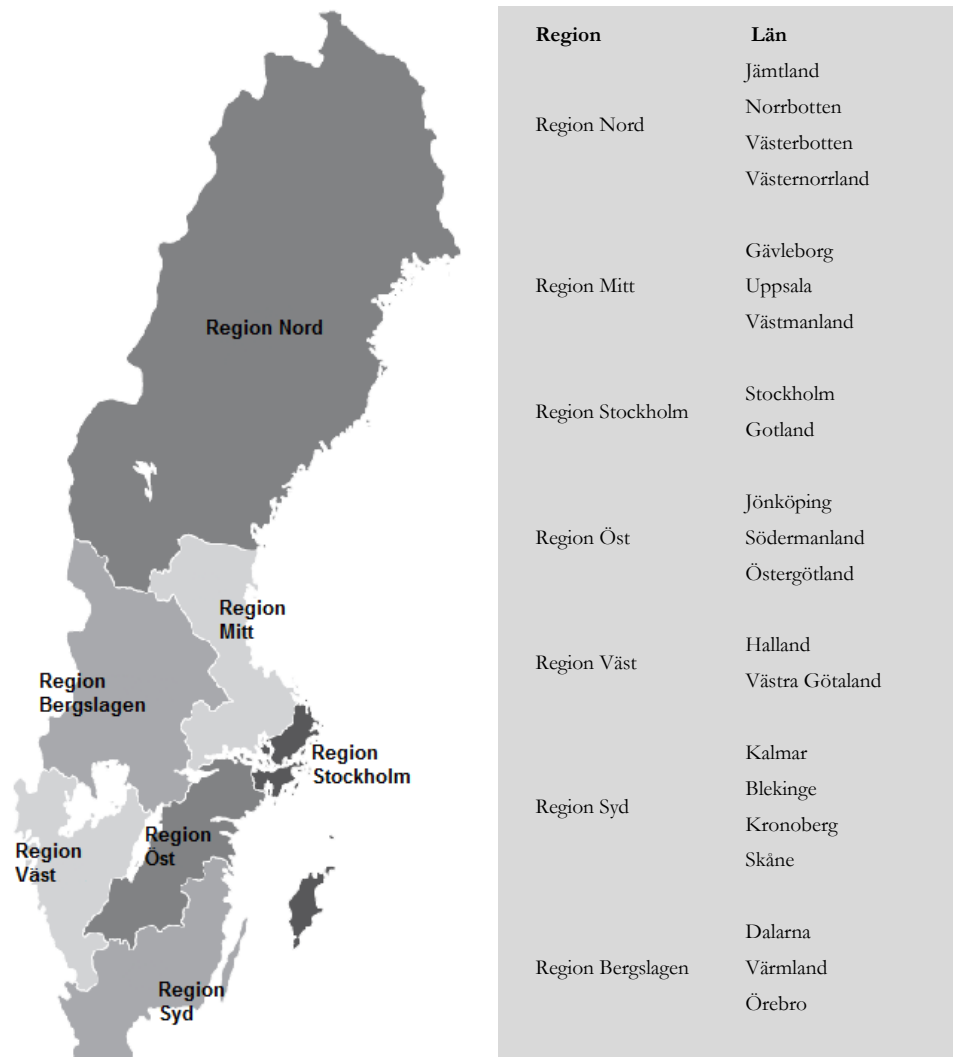 Region Nord
Region
Mitt
Region
Bergslagen
Region
Stockholm
Region
Väst
Region
Öst
Region
Syd
Region Län
Jämtland
Norrbotten
Region Nord
Västerbotten
Västernorrland
Gävleborg
Region Mitt Uppsala
Västmanland
Stockholm
Region Stockholm
Gotland
Jönköping
Region Öst Södermanland
Östergötland
Halland
Region Väst
Västra Götaland
Kalmar
Blekinge
Region Syd
Kronoberg
Skåne
Dalarna
Region Bergslagen Värmland
Örebro